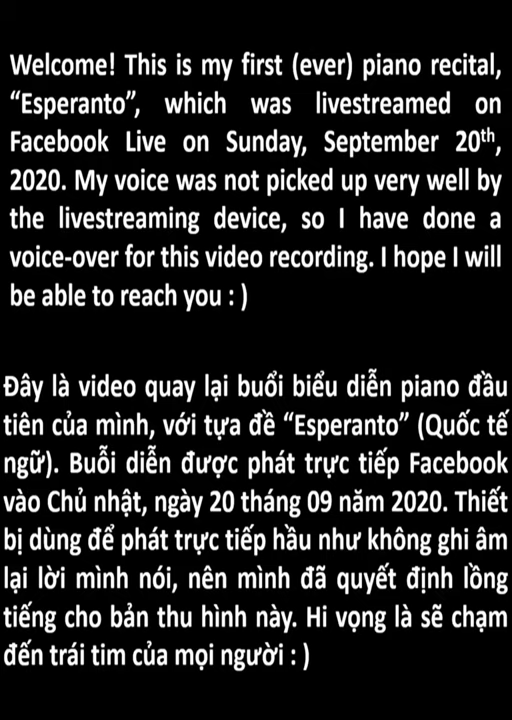 Welcome! This is my first (ever) piano recital,
“Esperanto”, which was livestreamed on
Facebook Live on Sunday, September 20th,
2020. My voice was not picked up very well by
the livestreaming device, so I have done a
voice-over for this video recording. I hope I will
be able to reach you : )
Đây là video quay lại buổi biểu diễn piano đầu
tiên của mình, với tựa đề “Esperanto” (Quốc tế
ngữ). Buổi diễn được phát trực tiếp Facebook
vào Chủ nhật, ngày 20 tháng 09 năm 2020. Thiết
bị dùng để phát trực tiếp hầu như không ghi âm
lại lời mình nói, nên mình đã quyết định lồng
tiếng cho bản thu hình này. Hi vọng là sẽ chạm
đến trái tim của mọi người : )